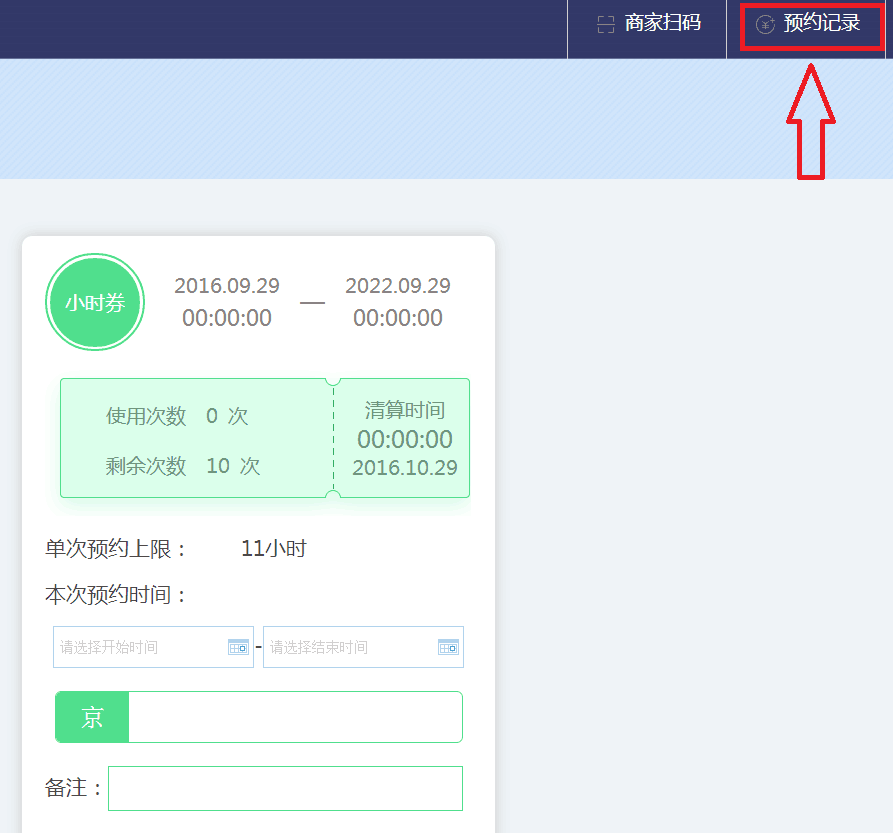 商家扫码 预约记录
小时券
2016.09.29
00:00:00
—
2022.09.29
00:00:00
使用次数 0 次
剩余次数 10 次
清算时间
00:00:00
2016.10.29
单次预约上限： 11小时
本次预约时间：
请选择开始时间 - 请选择结束时间
京
备注：